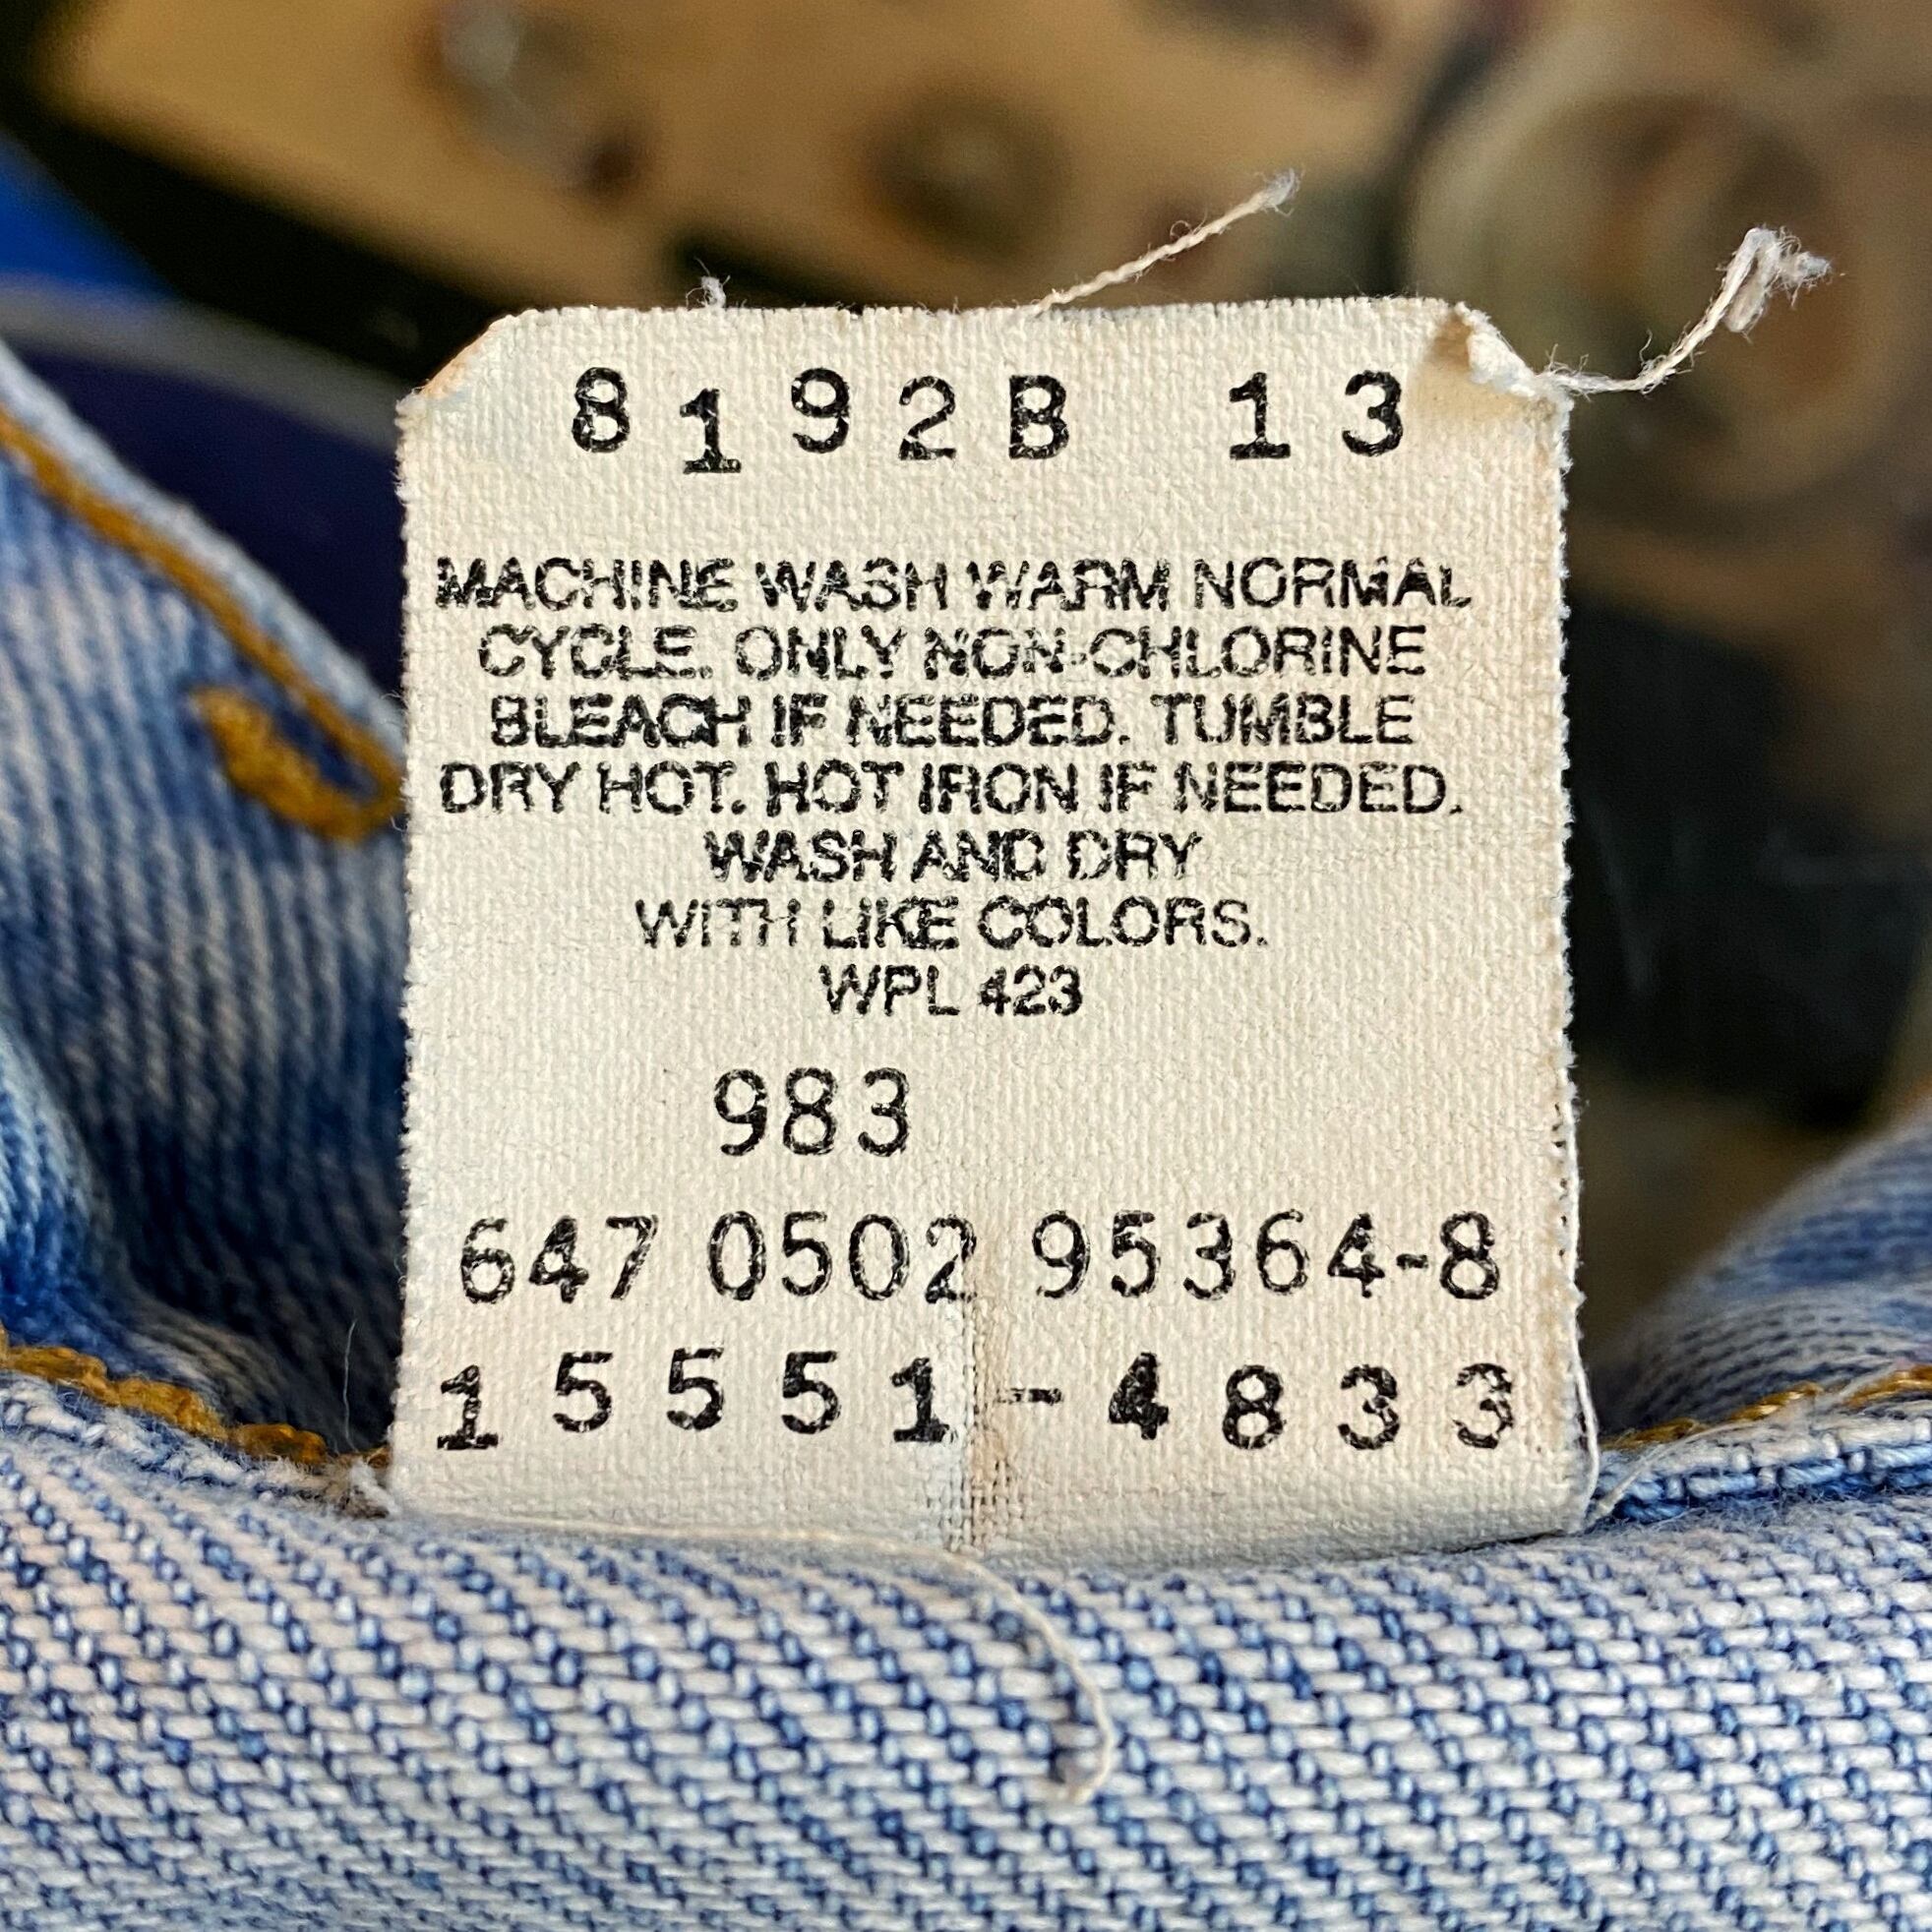 8192B 13
MACHINE WASH WARM NORMAL
CYCLE. ONLY NON-CHLORINE
BLEACH IF NEEDED. TUMBLE
DRY HOT. HOT IRON IF NEEDED.
WASH AND DRY
WITH LIKE COLORS.
WPL 423
983
647 0502 95364-8
15551-4833